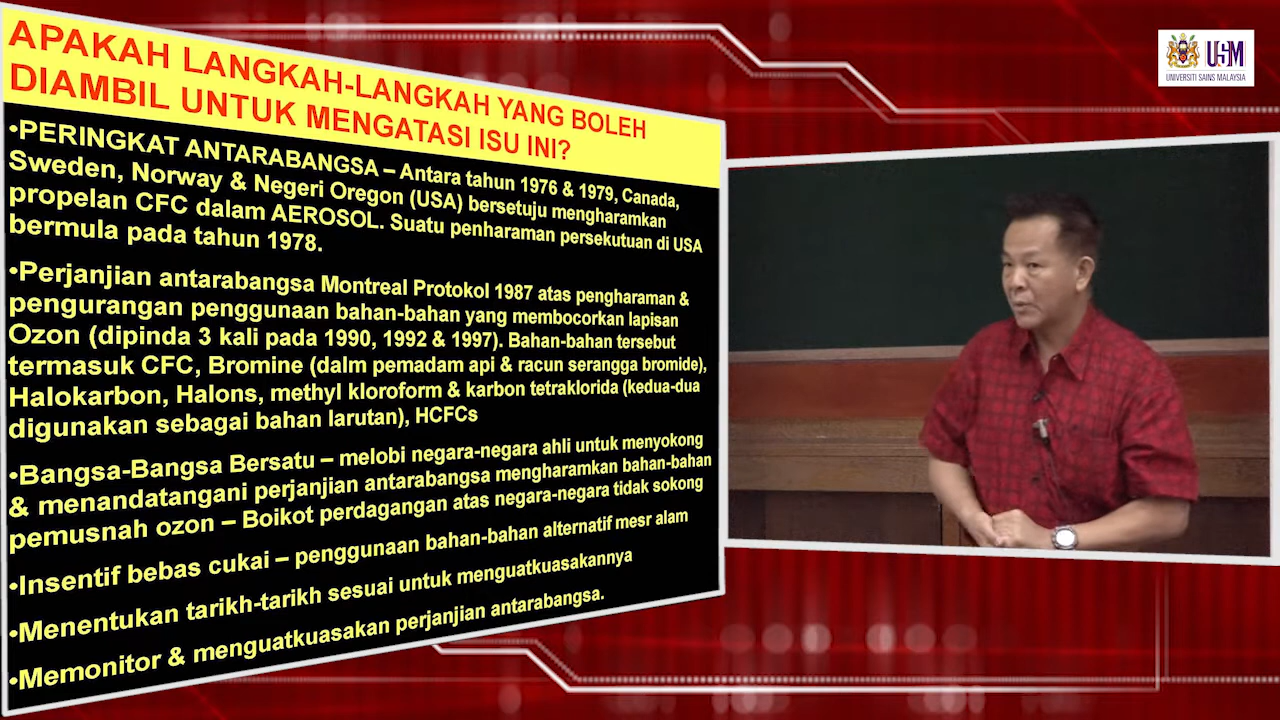 APAKAH LANGKAH-LANGKAH YANG BOLEH
DIAMBIL UNTUK MENGATASI ISU INI?
•PERINGKAT ANTARABANGSA – Antara tahun 1976 & 1979, Canada,
Sweden, Norway & Negeri Oregon (USA) bersetuju mengharamkan
propelan CFC dalam AEROSOL. Suatu penharaman persekutuan di USA
bermula pada tahun 1978.
•Perjanjian antarabangsa Montreal Protokol 1987 atas pengharaman &
pengurangan penggunaan bahan-bahan yang membocorkan lapisan
Ozon (dipinda 3 kali pada 1990, 1992 & 1997). Bahan-bahan tersebut
termasuk CFC, Bromine (dalm pemadam api & racun serangga bromide),
Halokarbon, Halons, methyl kloroform & karbon tetraklorida (kedua-dua
digunakan sebagai bahan larutan), HCFCs
•Bangsa-Bangsa Bersatu – melobi negara-negara ahli untuk menyokong
& menandatangani perjanjian antarabangsa mengharamkan bahan-bahan
pemusnah ozon – Boikot perdagangan atas negara-negara tidak sokong
•Insentif bebas cukai – penggunaan bahan-bahan alternatif mesr alam
•Menentukan tarikh-tarikh sesuai untuk menguatkuasakannya
•Memonitor & menguatkuasakan perjanjian antarabangsa.
USM
UNIVERSITI SAINS MALAYSIA